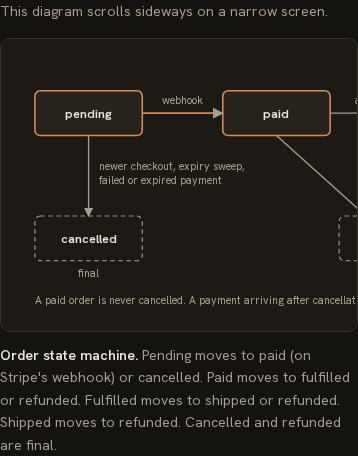 This diagram scrolls sideways on a narrow screen.
webhook
pending
paid
newer checkout, expiry sweep,
failed or expired payment
cancelled
final
A paid order is never cancelled. A payment arriving after
Order state machine. Pending moves to paid (on
Stripe's webhook) or cancelled. Paid moves to fulfilled
or refunded. Fulfilled moves to shipped or refunded.
Shipped moves to refunded. Cancelled and refunded
are final.